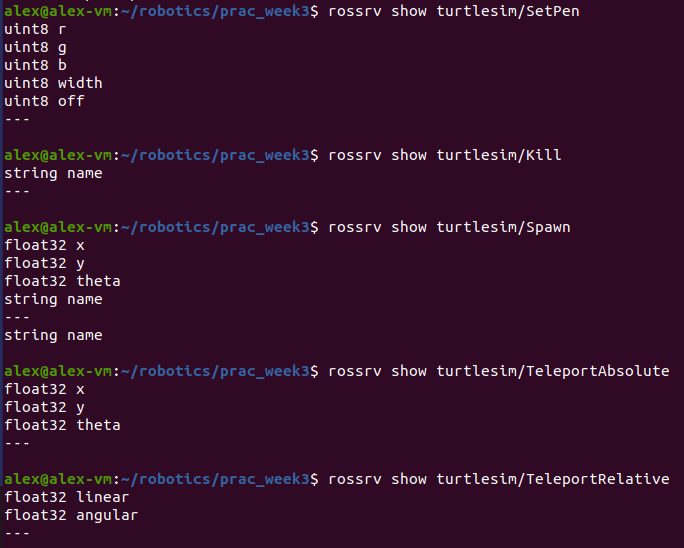 alex@alex-vm:~/robotics/prac_week3$ rossrv show turtlesim/SetPen
uint8 r
uint8 g
uint8 b
uint8 width
uint8 off
---
alex@alex-vm:~/robotics/prac_week3$ rossrv show turtlesim/Kill
string name
---
alex@alex-vm:~/robotics/prac_week3$ rossrv show turtlesim/Spawn
float32 x
float32 y
float32 theta
string name
---
string name
alex@alex-vm:~/robotics/prac_week3$ rossrv show turtlesim/TeleportAbsolute
float32 x
float32 y
float32 theta
---
alex@alex-vm:~/robotics/prac_week3$ rossrv show turtlesim/TeleportRelative
float32 linear
float32 angular
---